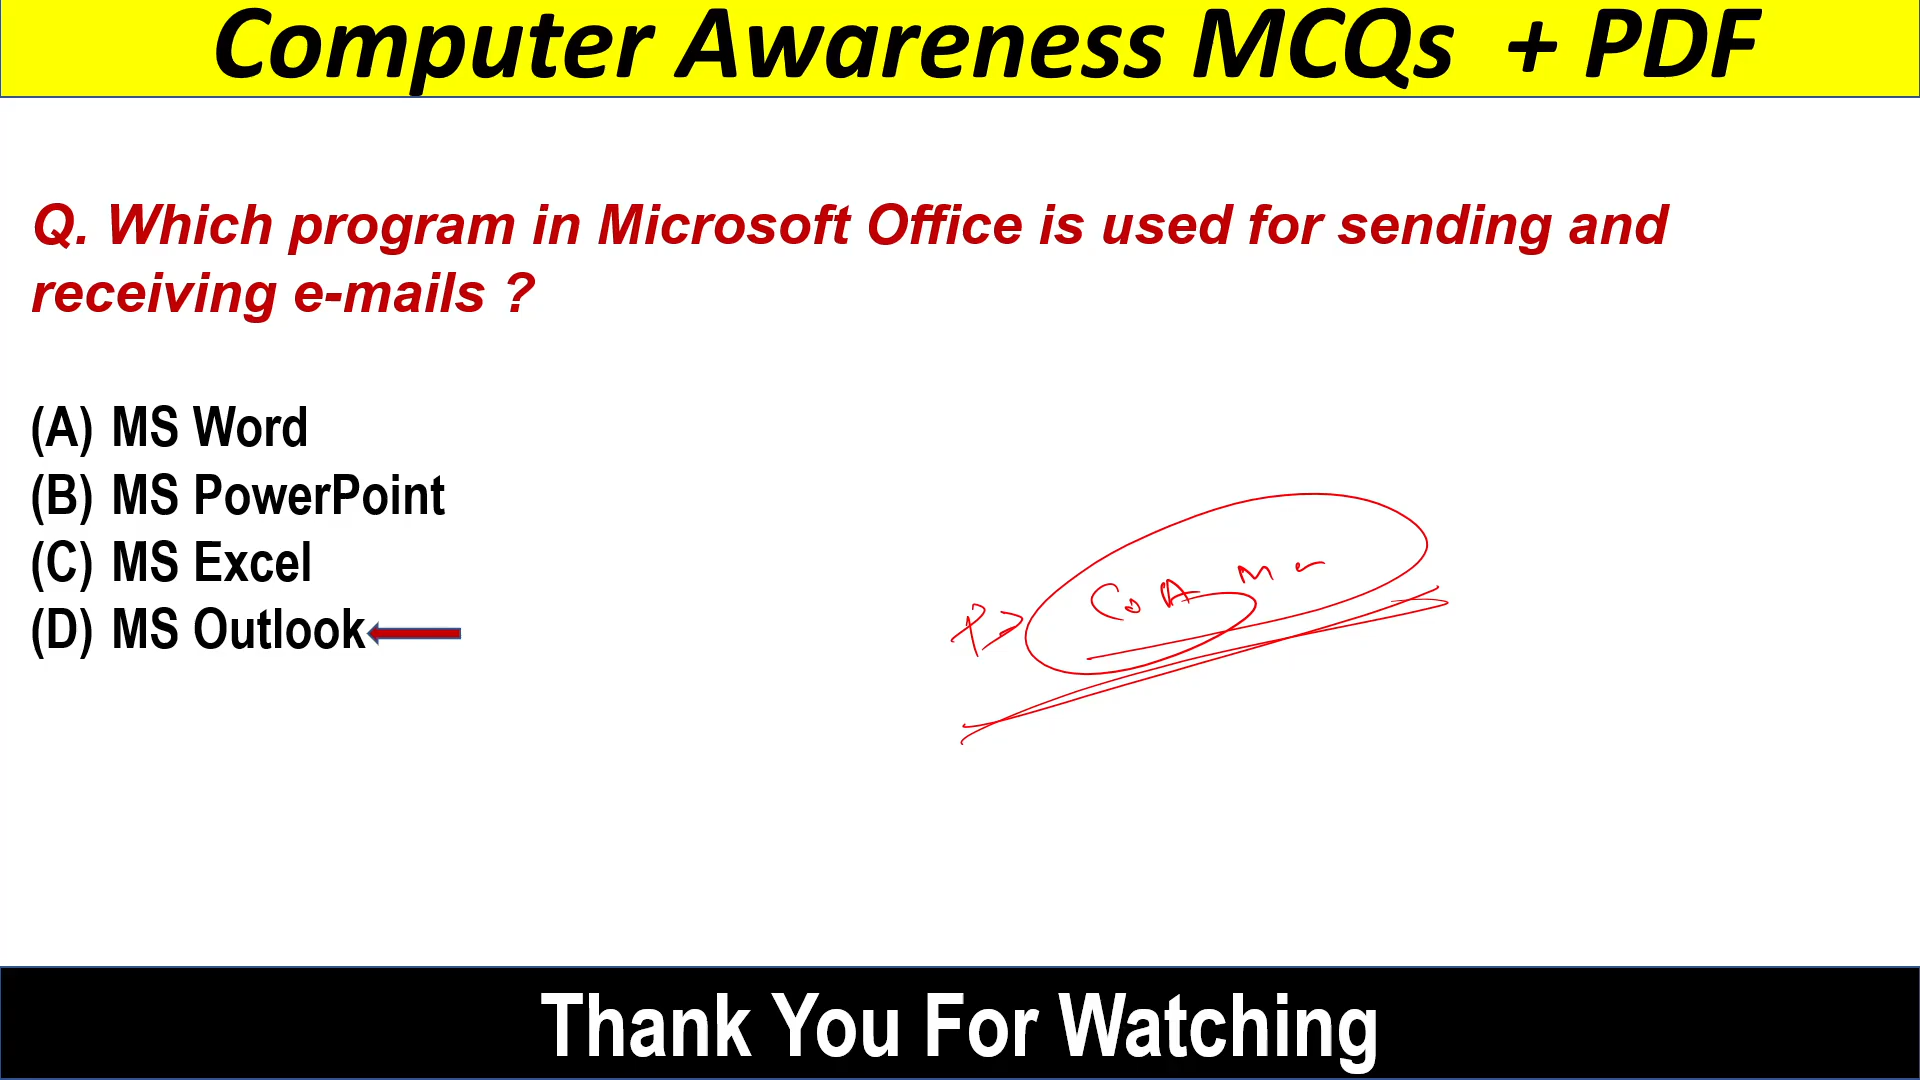 Computer Awareness MCQs + PDF
Q. Which program in Microsoft Office is used for sending and
receiving e-mails ?
(A) MS Word
(B) MS PowerPoint
(C) MS Excel
(D) MS Outlook
Thank You For Watching